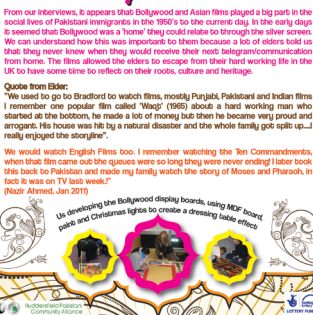 From our interviews, it appears that Bollywood and Asian films played a big part in the
social lives of Pakistani immigrants in the 1950's to the current day. In the early days
it seemed that Bollywood was a 'home' they could relate to through the silver screen.
We can understand how this was important to them because a lot of elders told us
that they never knew when they would receive their next telegram/communication
from home. The films allowed the elders to escape from their hard working life in the
UK to have some time to reflect on their roots, culture and heritage.
Quote from Elder:
"We used to go to Bradford to watch films, mostly Punjabi, Pakistani and Indian films
I remember one popular film called 'Waqt' (1965) about a hard working man who
started at the bottom, he made a lot of money but then he became very proud and
arrogant. His house was hit by a natural disaster and the whole family got split up....I
really enjoyed the storyline".
We would watch English Films too. I remember watching the Ten Commandments,
when that film came out the queues were so long they were never ending! I later took
this back to Pakistan and made my family watch the story of Moses and Pharaoh, in
fact it was on TV last week!"
(Nazir Ahmed, Jan 2011)
Us developing the Bollywood display boards, using MDF board,
paint and Christmas lights to create a dressing table effect
Huddersfield Pakistani
Community Alliance
LOTTERY FUNDED